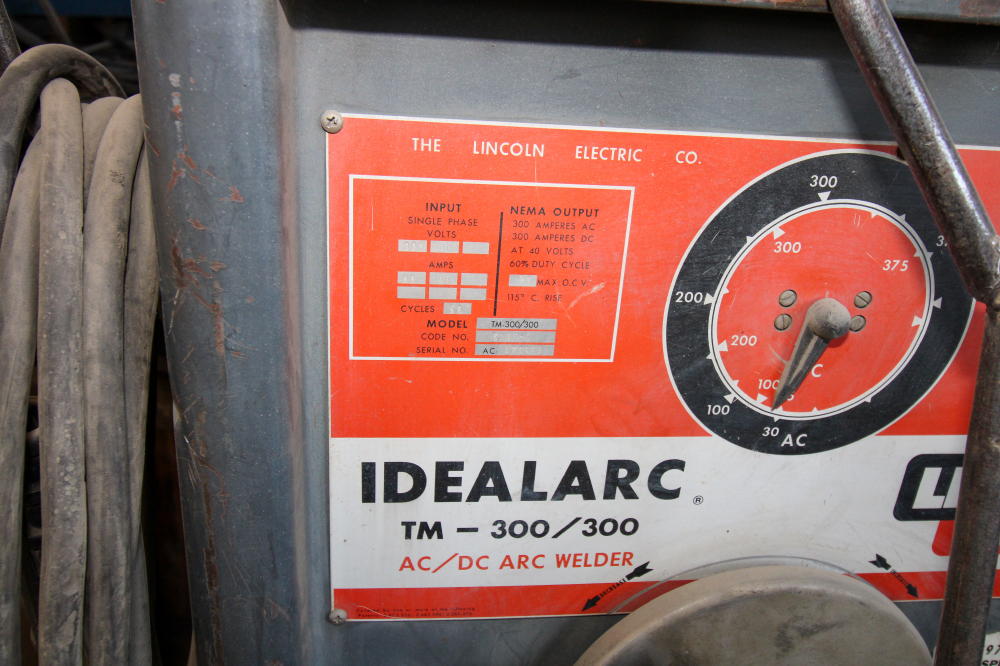 THE LINCOLN ELECTRIC CO.
INPUT
SINGLE PHASE
VOLTS
AMPS
CYCLES
NEMA OUTPUT
300 AMPERES AC
300 AMPERES DC
AT 40 VOLTS
60% DUTY CYCLE
MAX. O.C.V.
115° C. RISE
MODEL TM-300/300
CODE NO.
SERIAL NO. AC-
300
300
375
200
200
100
100
30
AC
IDEALARC®
TM - 300/300
AC/DC ARC WELDER